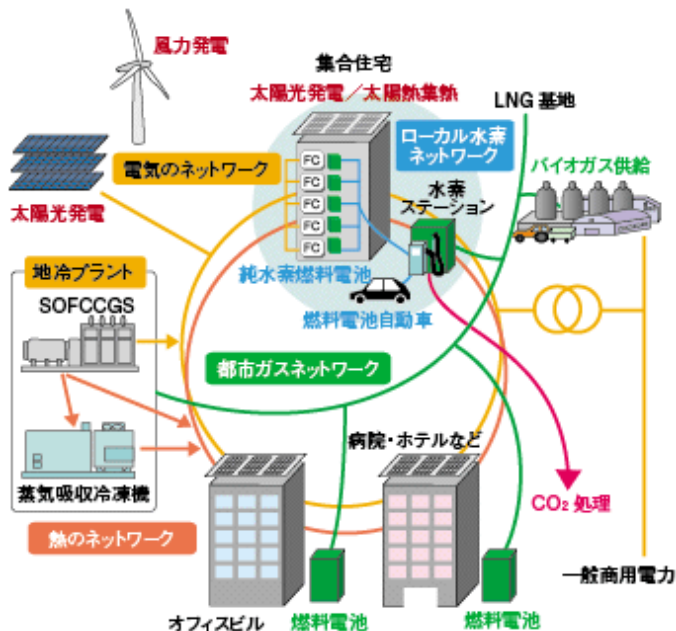 風力発電
集合住宅
太陽光発電／太陽熱集熱
LNG 基地
ローカル水素
ネットワーク
電気のネットワーク
バイオガス供給
水素
ステーション
太陽光発電
FC
FC
FC
FC
FC
純水素燃料電池
地冷プラント
SOFCCGS
燃料電池自動車
都市ガスネットワーク
病院・ホテルなど
蒸気吸収冷凍機
CO₂ 処理
熱のネットワーク
一般商用電力
オフィスビル
燃料電池
燃料電池